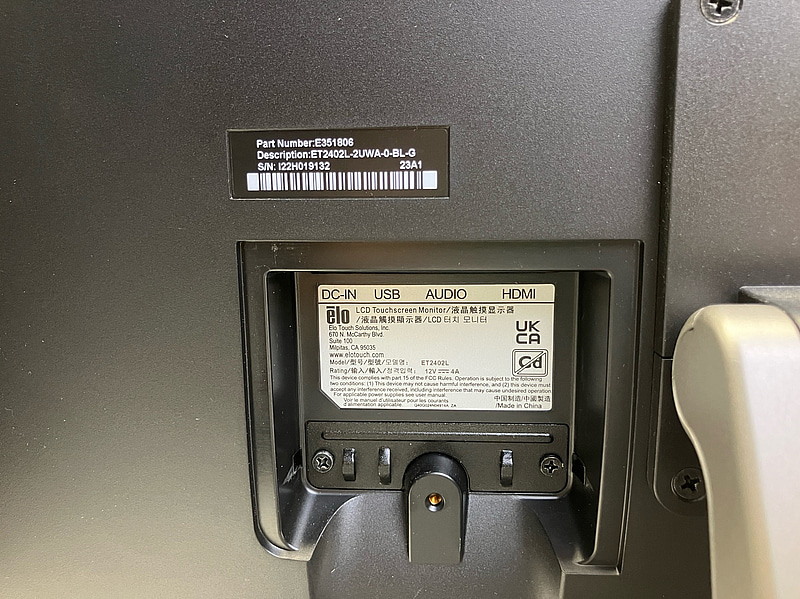 Part Number:E351806
Description:ET2402L-2UWA-0-BL-G
S/N: I22H019132 23A1
DC-IN USB AUDIO HDMI
elo LCD Touchscreen Monitor/液晶触摸显示器
/液晶觸摸顯示器/LCD 터치 모니터
Elo Touch Solutions, Inc.
670 N. McCarthy Blvd.
Suite 100
Milpitas, CA 95035
www.elotouch.com
UK
CA
Model/型号/型號/모델명: ET2402L
Rating/输入/輸入/정격입력: 12V 4A
Cd
This device complies with part 15 of the FCC Rules. Operation is subject to the following
two conditions: (1) This device may not cause harmful interference, and (2) this device must
accept any interference received, including interference that may cause undesired operation
For applicable power supplies see user manual.
Voir le manuel d'utilisateur pour les courants
d'alimentation applicable
中国制造/中國製造
/Made in China